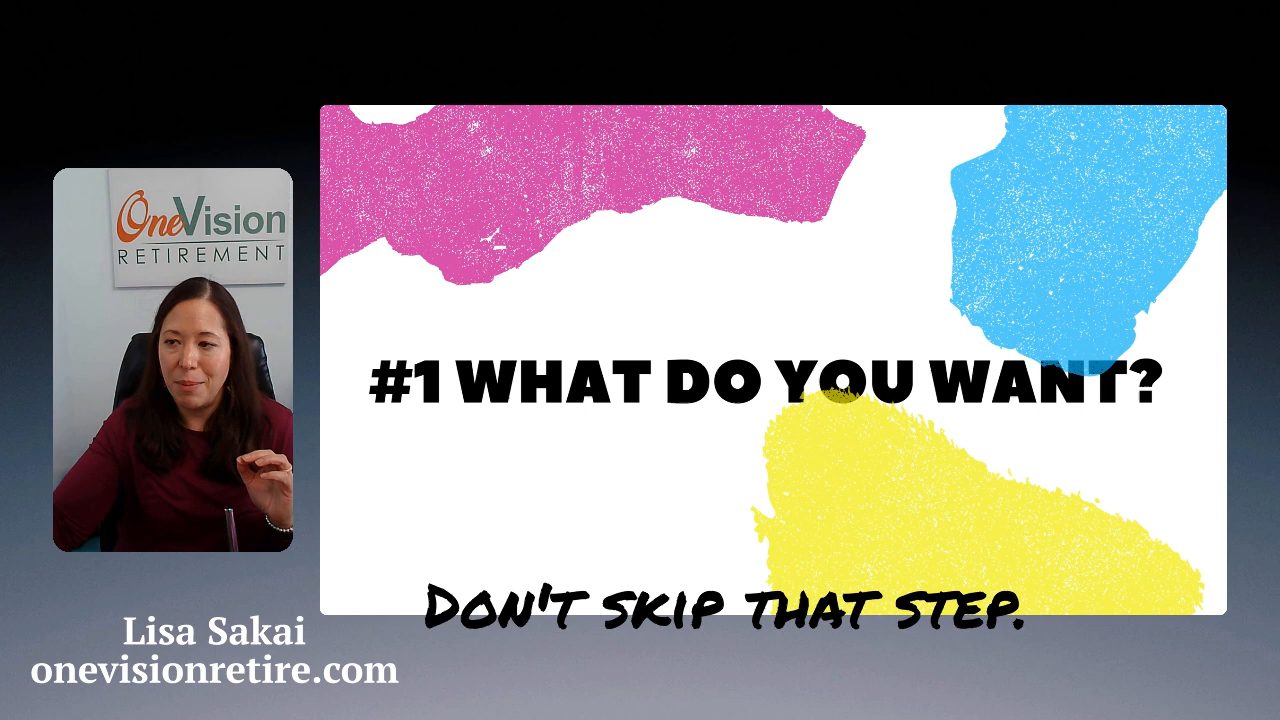 OneVision
RETIREMENT
#1 WHAT DO YOU WANT?
DON'T SKIP THAT STEP.
Lisa Sakai
onevisionretire.com